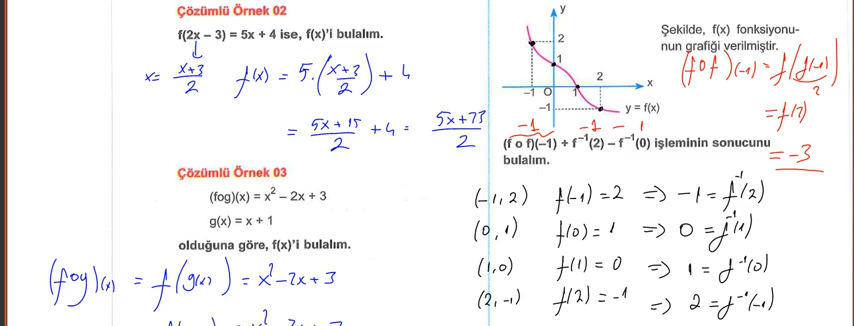 Çözümlü Örnek 02
f(2x – 3) = 5x + 4 ise, f(x)'i bulalım.
x = x+3/2 f(x) = 5.(x+3/2) + 4
= 5x+15/2 + 4 = 5x+23/2
Çözümlü Örnek 03
(fog)(x) = x² – 2x + 3
g(x) = x + 1
olduğuna göre, f(x)'i bulalım.
(fog)(x) = f(g(x)) = x² – 2x + 3
y
2
1
2
x
–1 O 1
–1
y = f(x)
Şekilde, f(x) fonksiyonu-
nun grafiği verilmiştir.
(fof)(-1) = f(f(-1))
2
= f(2)
= -3
-1 -1 - 1
(f o f)(–1) + f⁻¹(2) – f⁻¹(0) işleminin sonucunu
bulalım.
(-1, 2) f(-1) = 2 => -1 = f⁻¹(2)
(0, 1) f(0) = 1 => 0 = f⁻¹(1)
(1, 0) f(1) = 0 => 1 = f⁻¹(0)
(2, -1) f(2) = -1 => 2 = f⁻¹(-1)